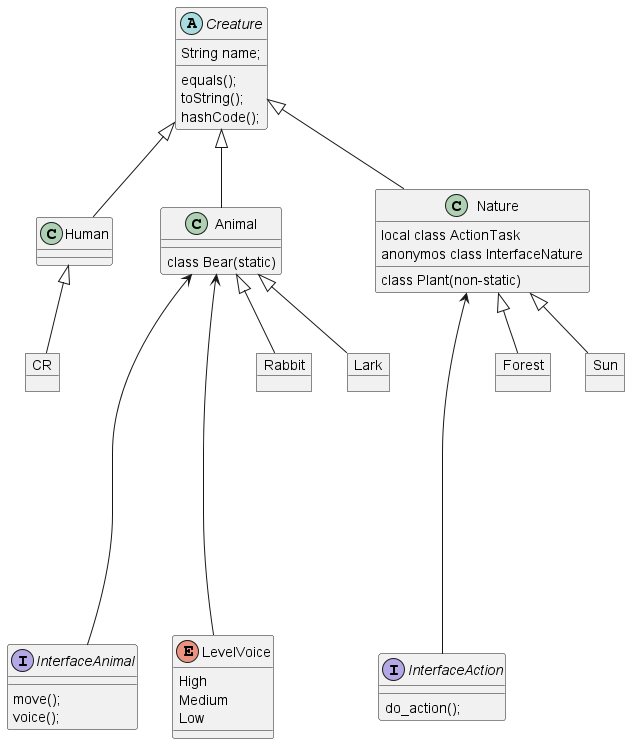 A Creature
String name;
equals();
toString();
hashCode();
C Human
C Animal
class Bear(static)
C Nature
local class ActionTask
anonymos class InterfaceNature
class Plant(non-static)
CR
Rabbit
Lark
Forest
Sun
I InterfaceAnimal
move();
voice();
E LevelVoice
High
Medium
Low
I InterfaceAction
do_action();